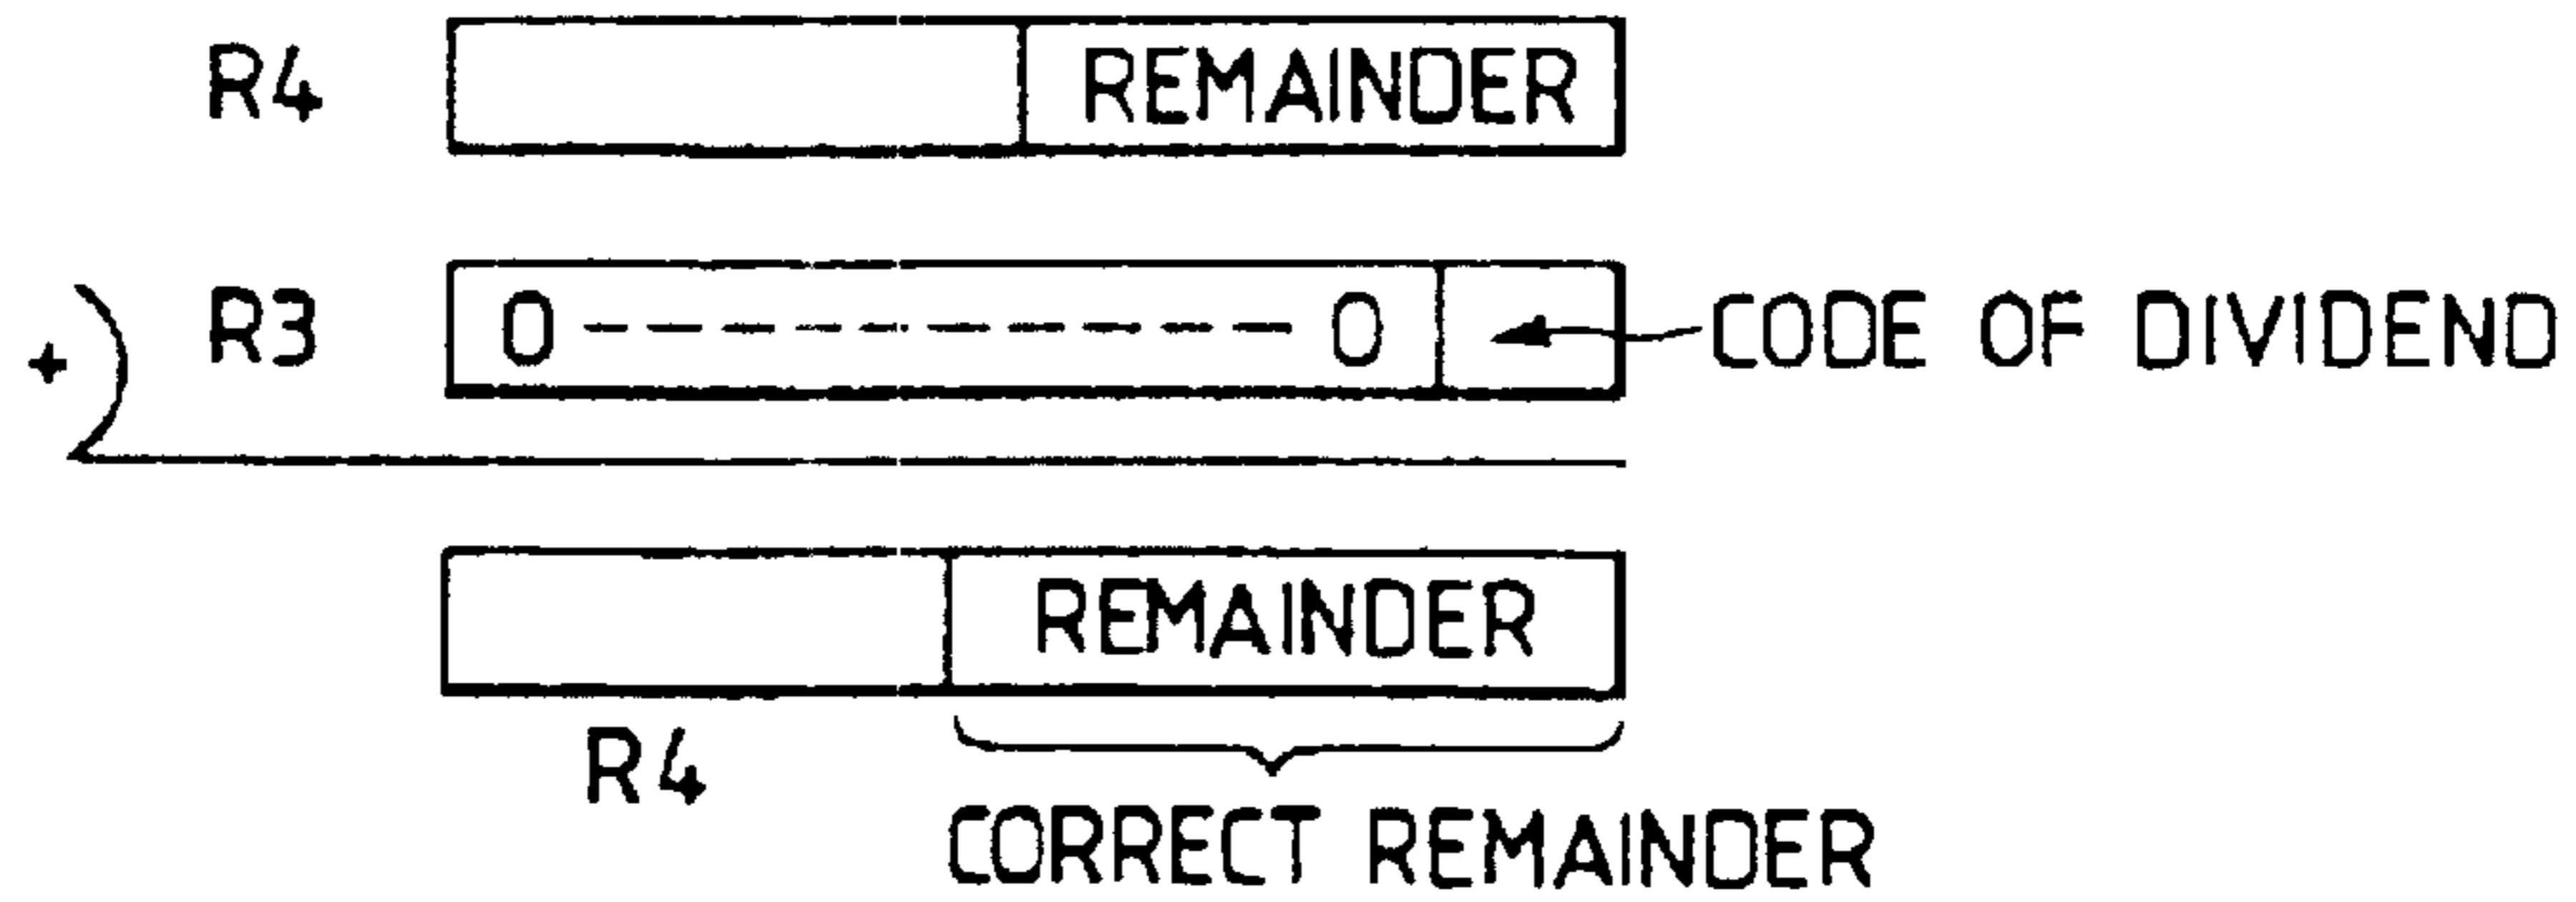 R4 REMAINDER
+ R3 0 ---------- 0 CODE OF DIVIDEND
REMAINDER
R4
CORRECT REMAINDER